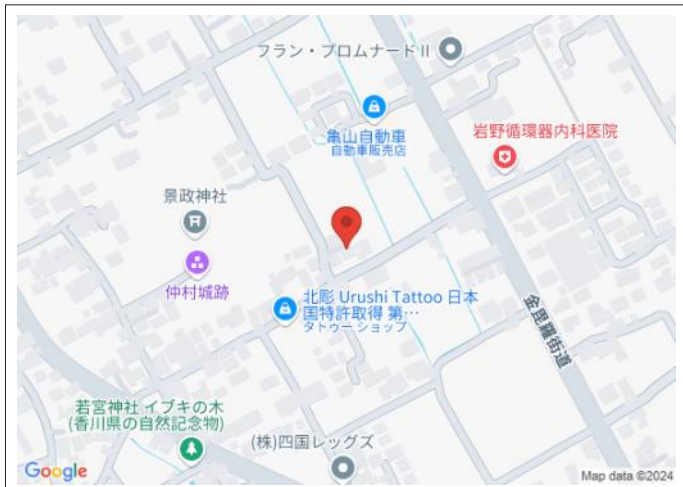 フラン・プロムナードⅡ
亀山自動車
自動車販売店
岩野循環器内科医院
景政神社
仲村城跡
北彫 Urushi Tattoo 日本
国特許取得 第…
タトゥー ショップ
金毘羅街道
若宮神社 イブキの木
(香川県の自然記念物)
(株)四国レッグズ
Google
Map data ©2024